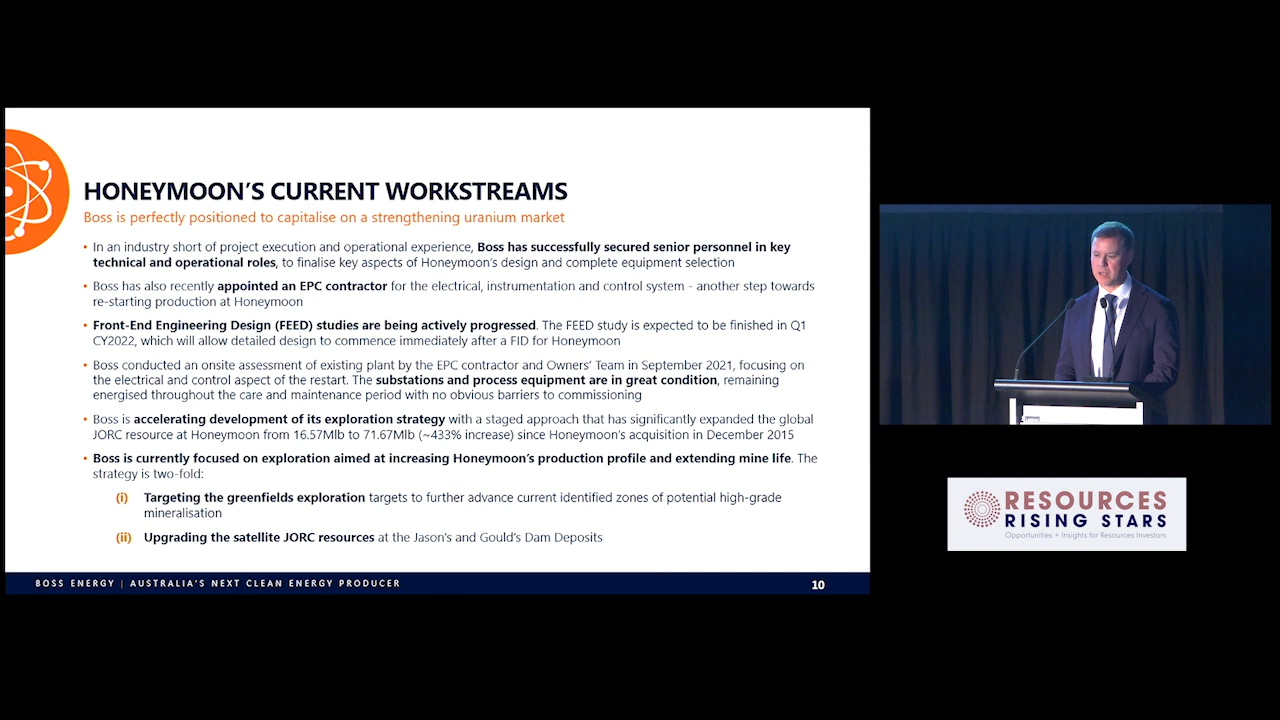 HONEYMOON'S CURRENT WORKSTREAMS
Boss is perfectly positioned to capitalise on a strengthening uranium market
• In an industry short of project execution and operational experience, Boss has successfully secured senior personnel in key
technical and operational roles, to finalise key aspects of Honeymoon's design and complete equipment selection
• Boss has also recently appointed an EPC contractor for the electrical, instrumentation and control system - another step towards
re-starting production at Honeymoon
• Front-End Engineering Design (FEED) studies are being actively progressed. The FEED study is expected to be finished in Q1
CY2022, which will allow detailed design to commence immediately after a FID for Honeymoon
• Boss conducted an onsite assessment of existing plant by the EPC contractor and Owners' Team in September 2021, focusing on
the electrical and control aspect of the restart. The substations and process equipment are in great condition, remaining
energised throughout the care and maintenance period with no obvious barriers to commissioning
• Boss is accelerating development of its exploration strategy with a staged approach that has significantly expanded the global
JORC resource at Honeymoon from 16.57Mlb to 71.67Mlb (~433% increase) since Honeymoon's acquisition in December 2015
• Boss is currently focused on exploration aimed at increasing Honeymoon's production profile and extending mine life. The
strategy is two-fold:
(i) Targeting the greenfields exploration targets to further advance current identified zones of potential high-grade
mineralisation
(ii) Upgrading the satellite JORC resources at the Jason's and Gould's Dam Deposits
BOSS ENERGY | AUSTRALIA'S NEXT CLEAN ENERGY PRODUCER
10
RESOURCES
RISING STARS
Opportunities + Insights for Resources Investors